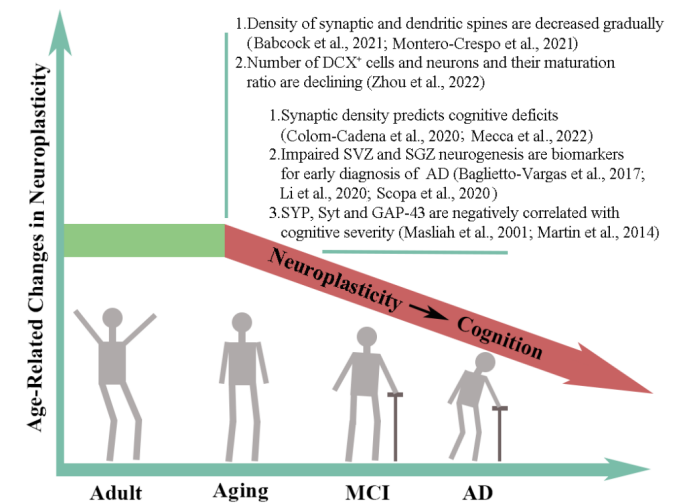 1.Density of synaptic and dendritic spines are decreased gradually
(Babcock et al., 2021; Montero-Crespo et al., 2021)
2.Number of DCX⁺ cells and neurons and their maturation
ratio are declining (Zhou et al., 2022)
1.Synaptic density predicts cognitive deficits
(Colom-Cadena et al., 2020; Mecca et al., 2022)
2.Impaired SVZ and SGZ neurogenesis are biomarkers
for early diagnosis of AD (Baglietto-Vargas et al., 2017;
Li et al., 2020; Scopa et al., 2020)
3.SYP, Syt and GAP-43 are negatively correlated with
cognitive severity (Masliah et al., 2001; Martin et al., 2014)
Age-Related Changes in Neuroplasticity
Neuroplasticity → Cognition
Adult Aging MCI AD